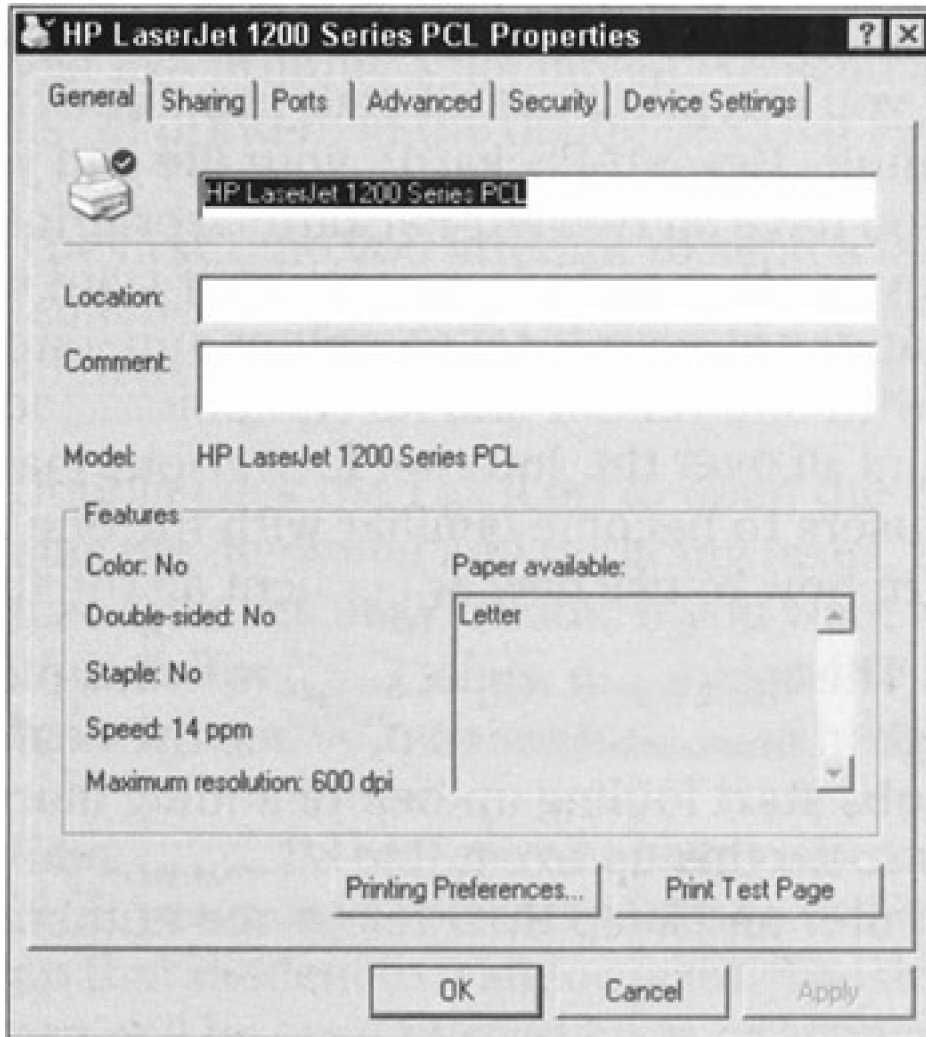 HP LaserJet 1200 Series PCL Properties
General Sharing Ports Advanced Security Device Settings
HP LaserJet 1200 Series PCL
Location:
Comment:
Model: HP LaserJet 1200 Series PCL
Features
Color: No
Double-sided: No
Staple: No
Speed: 14 ppm
Maximum resolution: 600 dpi
Paper available:
Letter
Printing Preferences...
Print Test Page
OK
Cancel
Apply